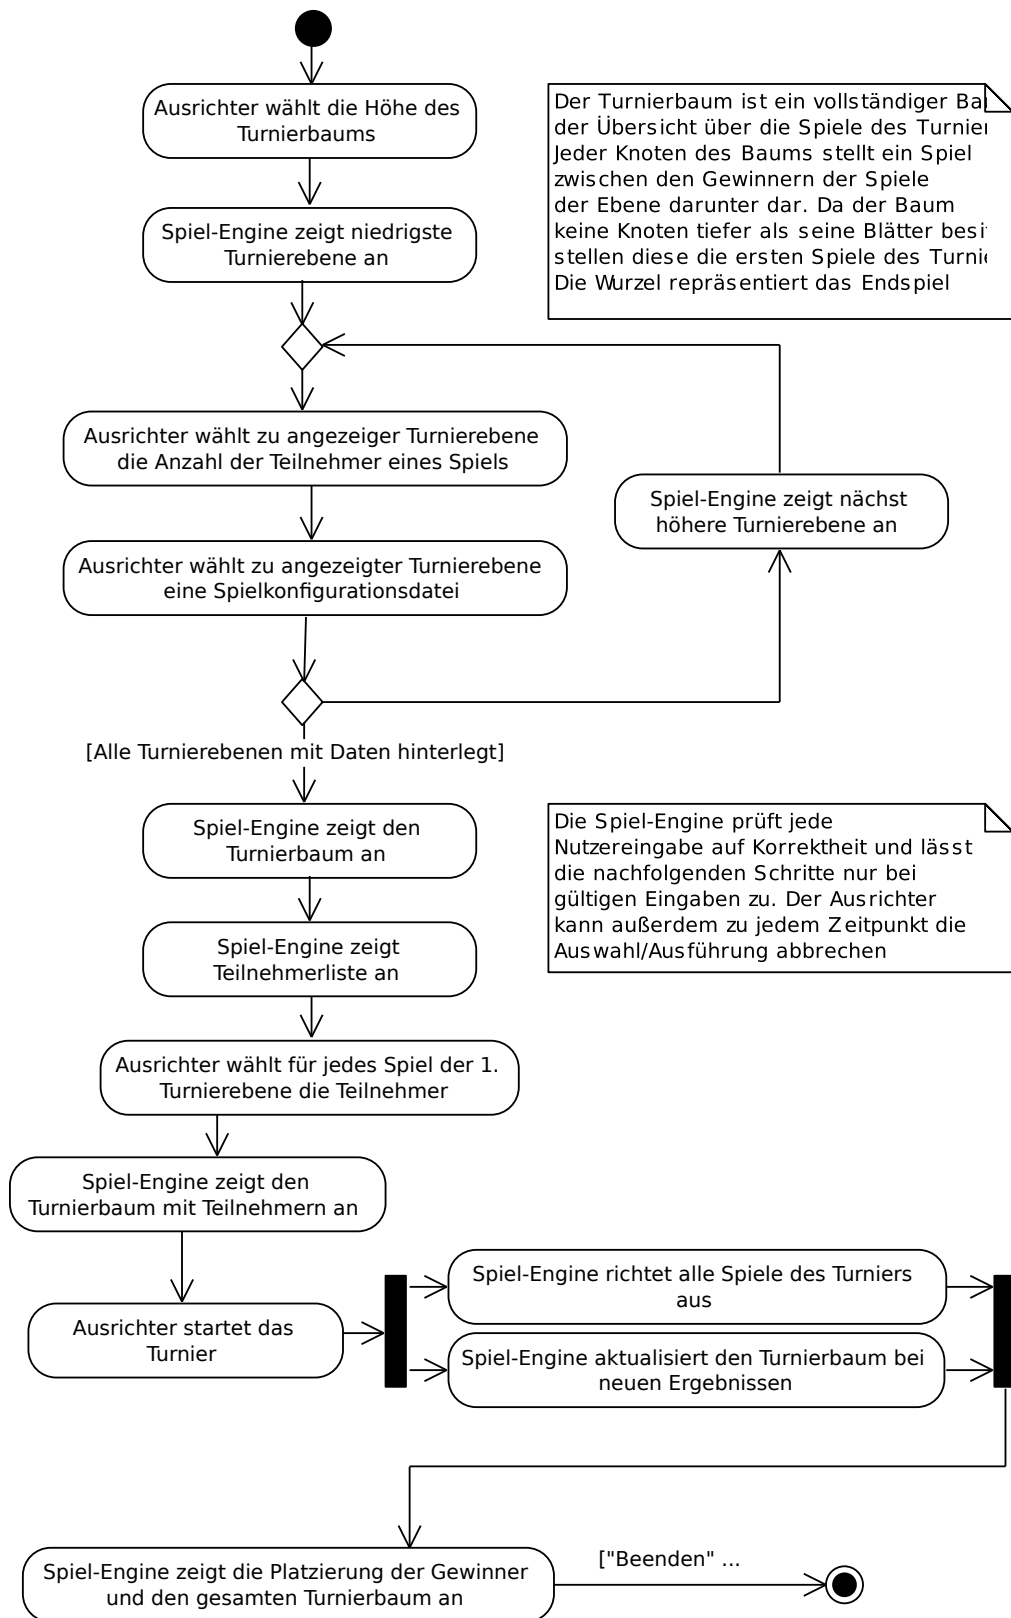 Ausrichter wählt die Höhe des
Turnierbaums
Der Turnierbaum ist ein vollständiger
der Übersicht über die Spiele des
Jeder Knoten des Baums stellt ein Spiel
zwischen den Gewinnern der Spiele
der Ebene darunter dar. Da der Baum
keine Knoten tiefer als seine Blätter
stellen diese die ersten Spiele des
Die Wurzel repräsentiert das Endspiel
Spiel-Engine zeigt niedrigste
Turnierebene an
Ausrichter wählt zu angezeiger Turnierebene
die Anzahl der Teilnehmer eines Spiels
Spiel-Engine zeigt nächst
höhere Turnierebene an
Ausrichter wählt zu angezeigter Turnierebene
eine Spielkonfigurationsdatei
[Alle Turnierebenen mit Daten hinterlegt]
Spiel-Engine zeigt den
Turnierbaum an
Die Spiel-Engine prüft jede
Nutzereingabe auf Korrektheit und lässt
die nachfolgenden Schritte nur bei
gültigen Eingaben zu. Der Ausrichter
kann außerdem zu jedem Zeitpunkt die
Auswahl/Ausführung abbrechen
Spiel-Engine zeigt
Teilnehmerliste an
Ausrichter wählt für jedes Spiel der 1.
Turnierebene die Teilnehmer
Spiel-Engine zeigt den
Turnierbaum mit Teilnehmern an
Ausrichter startet das
Turnier
Spiel-Engine richtet alle Spiele des Turniers
aus
Spiel-Engine aktualisiert den Turnierbaum bei
neuen Ergebnissen
Spiel-Engine zeigt die Platzierung der Gewinner
und den gesamten Turnierbaum an
["Beenden" ...